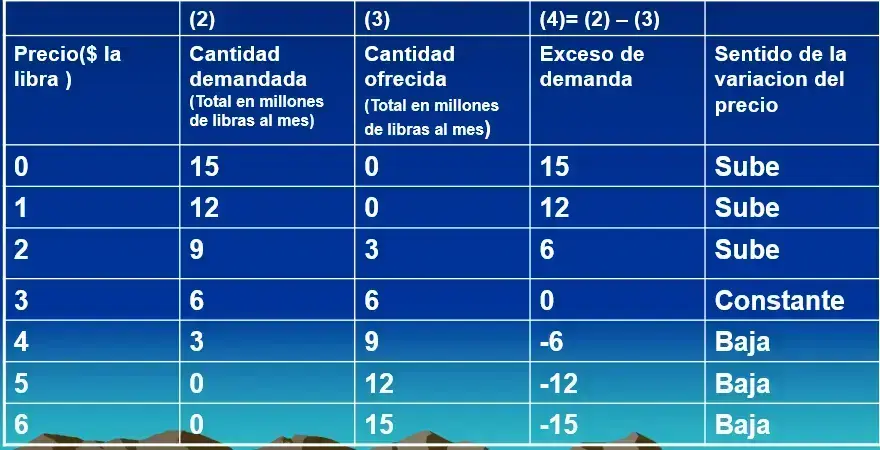 (2) (3) (4)= (2) – (3)
Precio($ la libra ) Cantidad demandada (Total en millones de libras al mes) Cantidad ofrecida (Total en millones de libras al mes) Exceso de demanda Sentido de la variacion del precio
0 15 0 15 Sube
1 12 0 12 Sube
2 9 3 6 Sube
3 6 6 0 Constante
4 3 9 -6 Baja
5 0 12 -12 Baja
6 0 15 -15 Baja